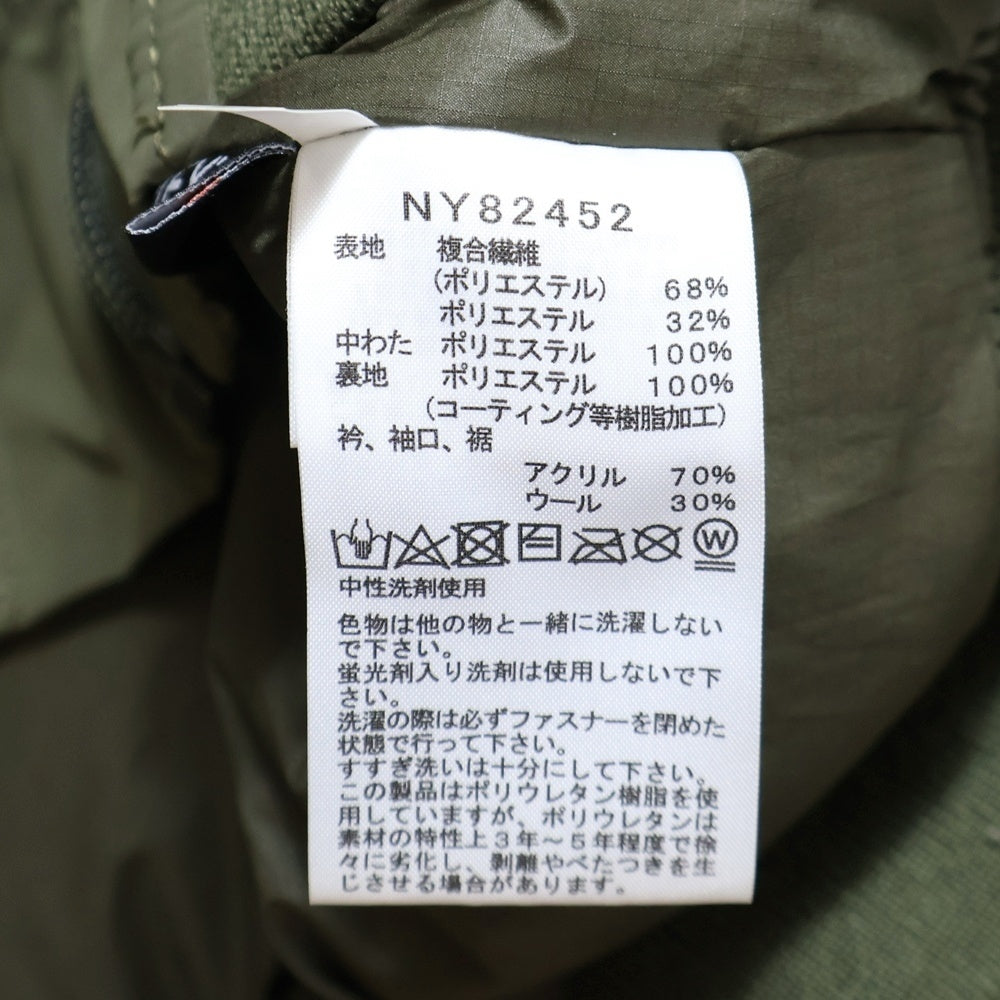 NY82452
表地 複合繊維
(ポリエステル) 68%
ポリエステル 32%
中わた ポリエステル 100%
裏地 ポリエステル 100%
(コーティング等樹脂加工)
衿、袖口、裾
アクリル 70%
ウール 30%
W
中性洗剤使用
色物は他の物と一緒に洗濯しない
で下さい。
蛍光剤入り洗剤は使用しないで下
さい。
洗濯の際は必ずファスナーを閉めた
状態で行って下さい。
すすぎ洗いは十分にして下さい。
この製品はポリウレタン樹脂を使
用していますが、ポリウレタンは
素材の特性上3年～5年程度で徐
々に劣化し、剥離やべたつきを生
じさせる場合があります。